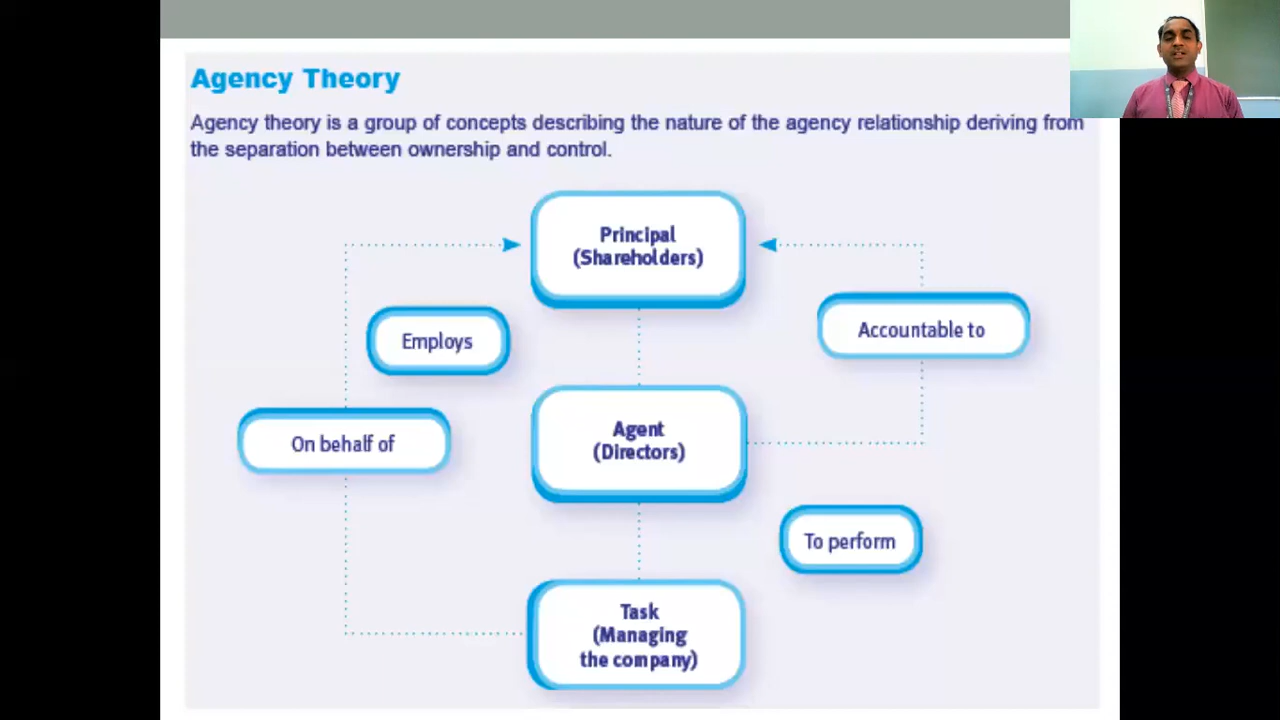 Agency Theory
Agency theory is a group of concepts describing the nature of the agency relationship deriving from
the separation between ownership and control.
Principal
(Shareholders)
Employs
Accountable to
On behalf of
Agent
(Directors)
To perform
Task
(Managing
the company)